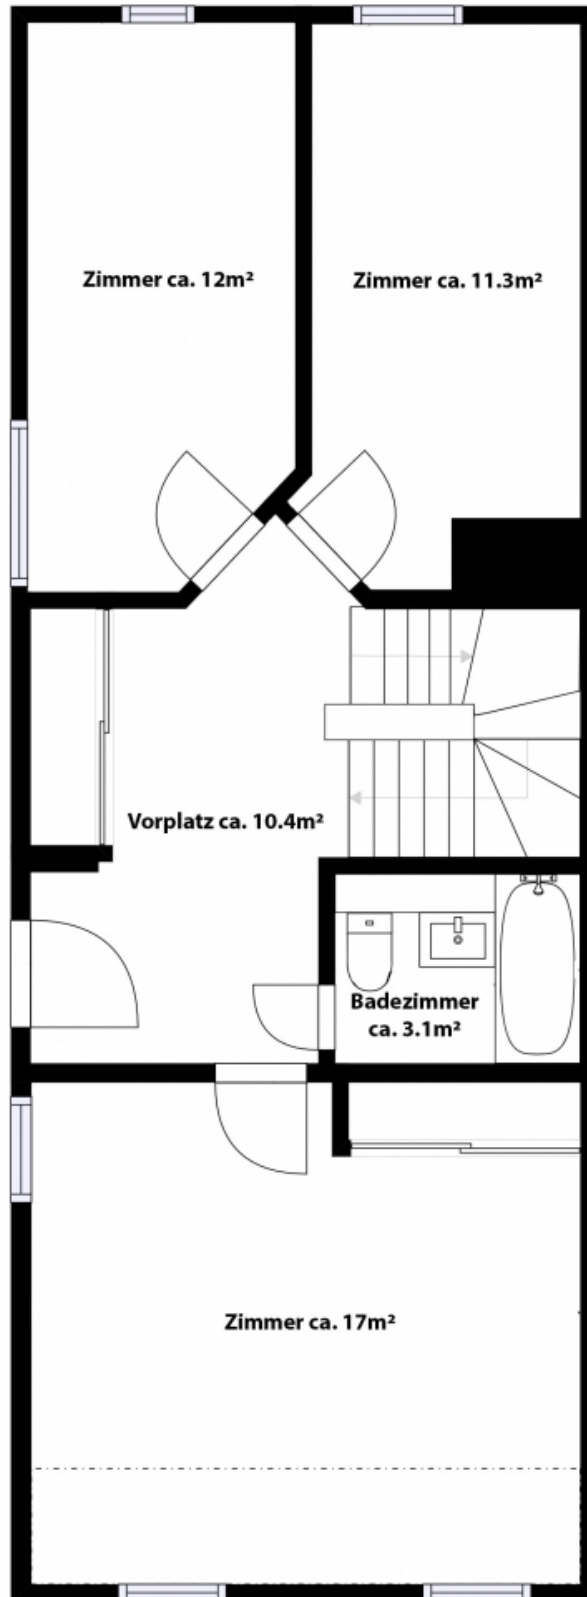 Zimmer ca. 12m²
Zimmer ca. 11.3m²
Vorplatz ca. 10.4m²
Badezimmer
ca. 3.1m²
Zimmer ca. 17m²